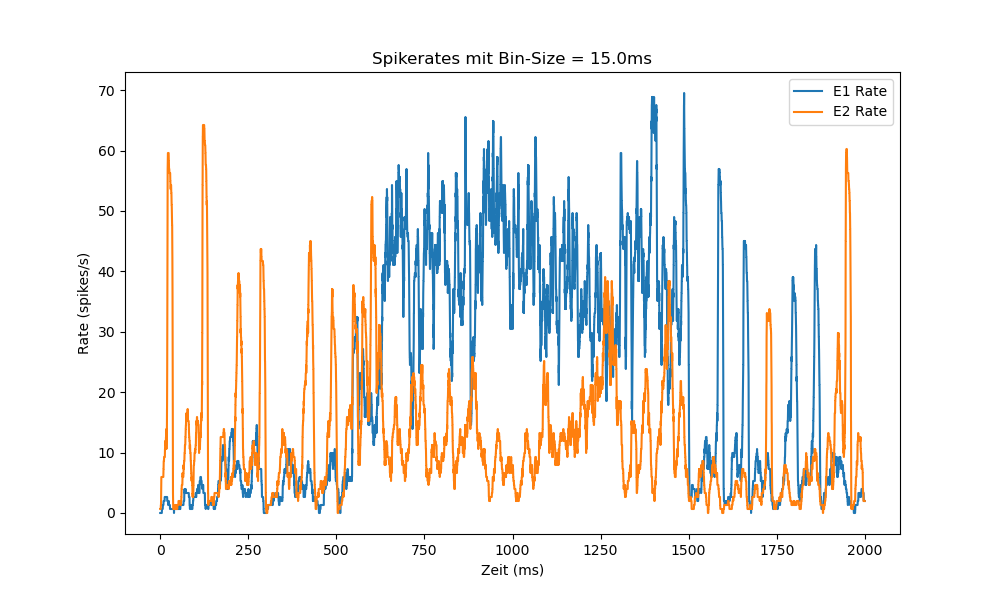 Spikerates mit Bin-Size = 15.0ms
E1 Rate
E2 Rate
Rate (spikes/s)
70
60
50
40
30
20
10
0
0 250 500 750 1000 1250 1500 1750 2000
Zeit (ms)